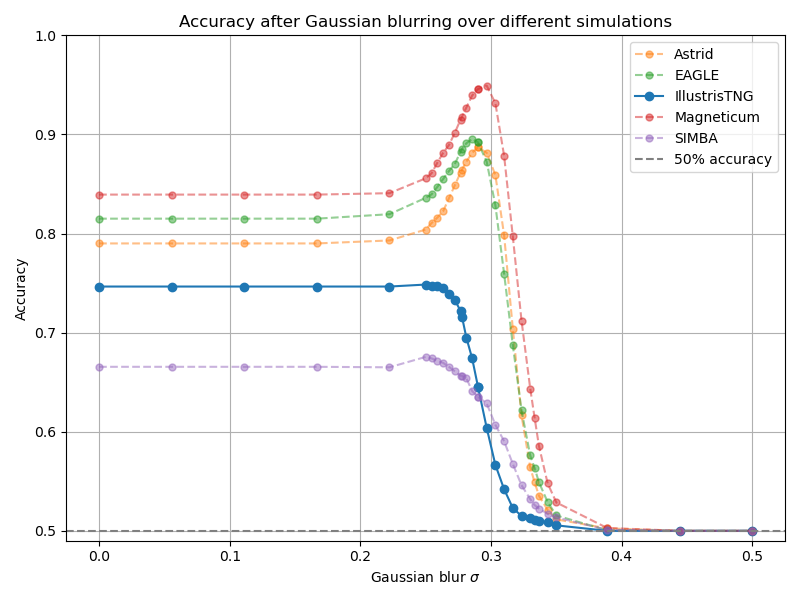 Accuracy after Gaussian blurring over different simulations
1.0
0.9
0.8
0.7
0.6
0.5
Accuracy
Astrid
EAGLE
IllustrisTNG
Magneticum
SIMBA
50% accuracy
0.0 0.1 0.2 0.3 0.4 0.5
Gaussian blur σ